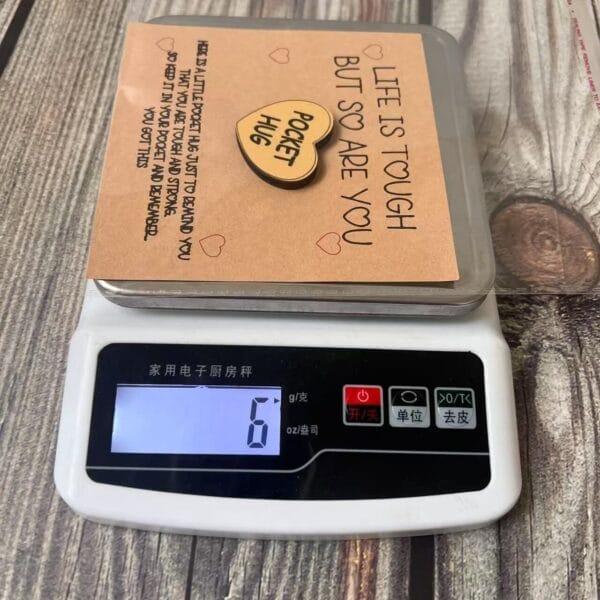 LIFE IS TOUGH
BUT SO ARE YOU
POCKET
HUG
HERE IS A LITTLE POCKET HUG JUST TO REMIND YOU
THAT YOU ARE TOUGH AND STRONG.
SO KEEP IT IN YOUR POCKET AND REMEMBER...
YOU GOT THIS
家用电子厨房秤
6
g/克
oz/盎司
开/关
单位
>0/T<
去皮